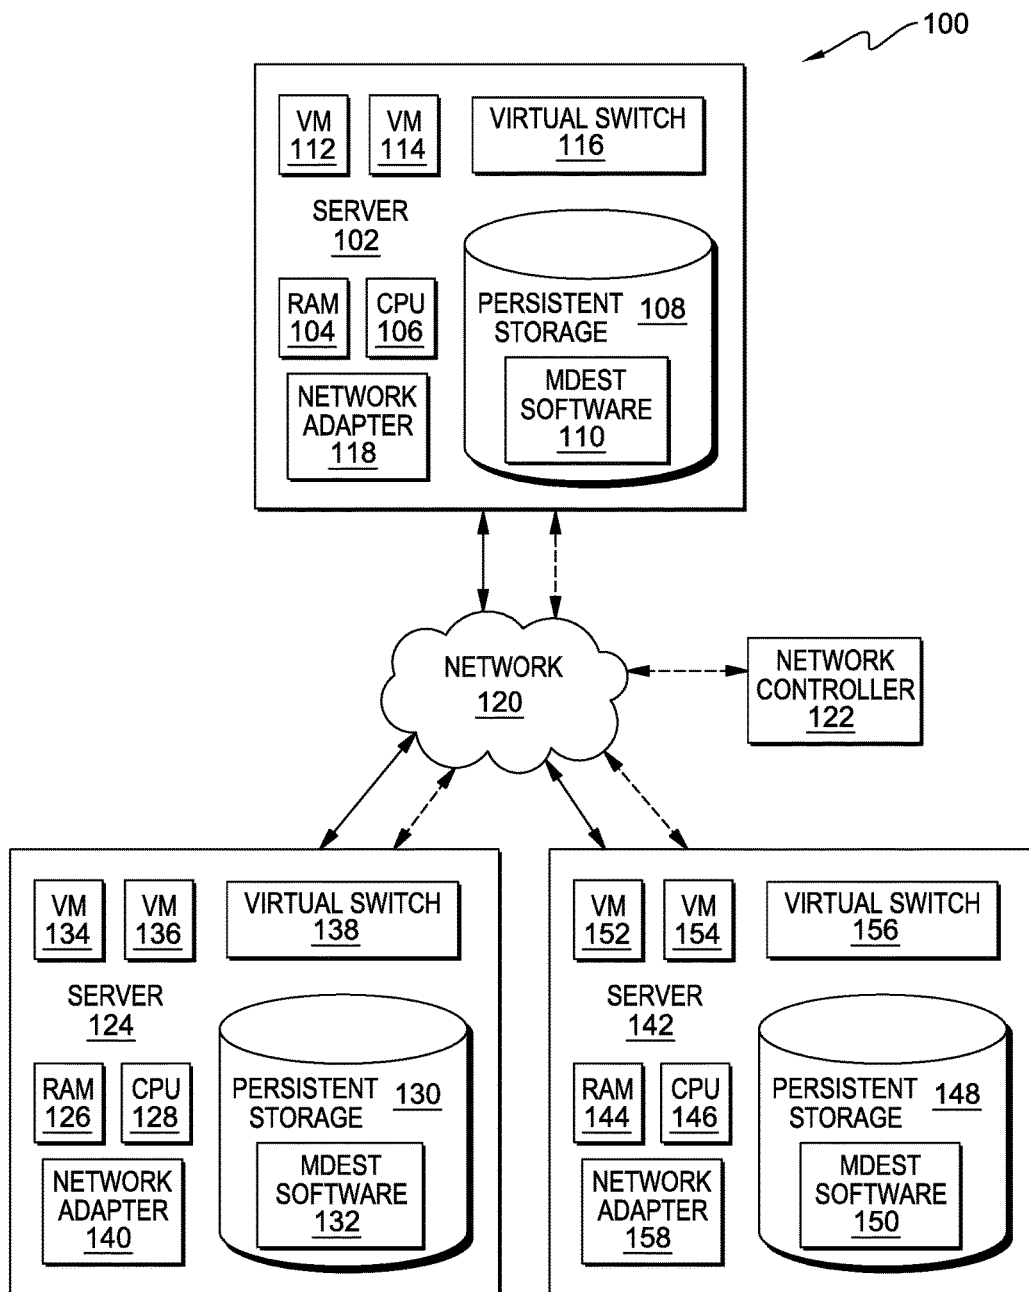 100
VM
112
VM
114
VIRTUAL SWITCH
116
SERVER
102
RAM
104
CPU
106
PERSISTENT
STORAGE
108
NETWORK
ADAPTER
118
MDEST
SOFTWARE
110
NETWORK
120
NETWORK
CONTROLLER
122
VM
134
VM
136
VIRTUAL SWITCH
138
SERVER
124
RAM
126
CPU
128
PERSISTENT
STORAGE
130
NETWORK
ADAPTER
140
MDEST
SOFTWARE
132
VM
152
VM
154
VIRTUAL SWITCH
156
SERVER
142
RAM
144
CPU
146
PERSISTENT
STORAGE
148
NETWORK
ADAPTER
158
MDEST
SOFTWARE
150